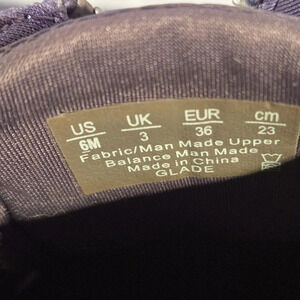 US UK EUR cm
6M 3 36 23
Fabric/Man Made Upper
Balance Man Made
Made in China
GLADE